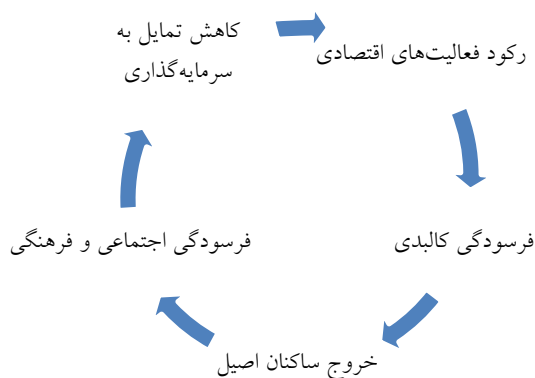 کاهش تمایل به
سرمایه‌گذاری
رکود فعالیت‌های اقتصادی
فرسودگی کالبدی
خروج ساکنان اصیل
فرسودگی اجتماعی و فرهنگی